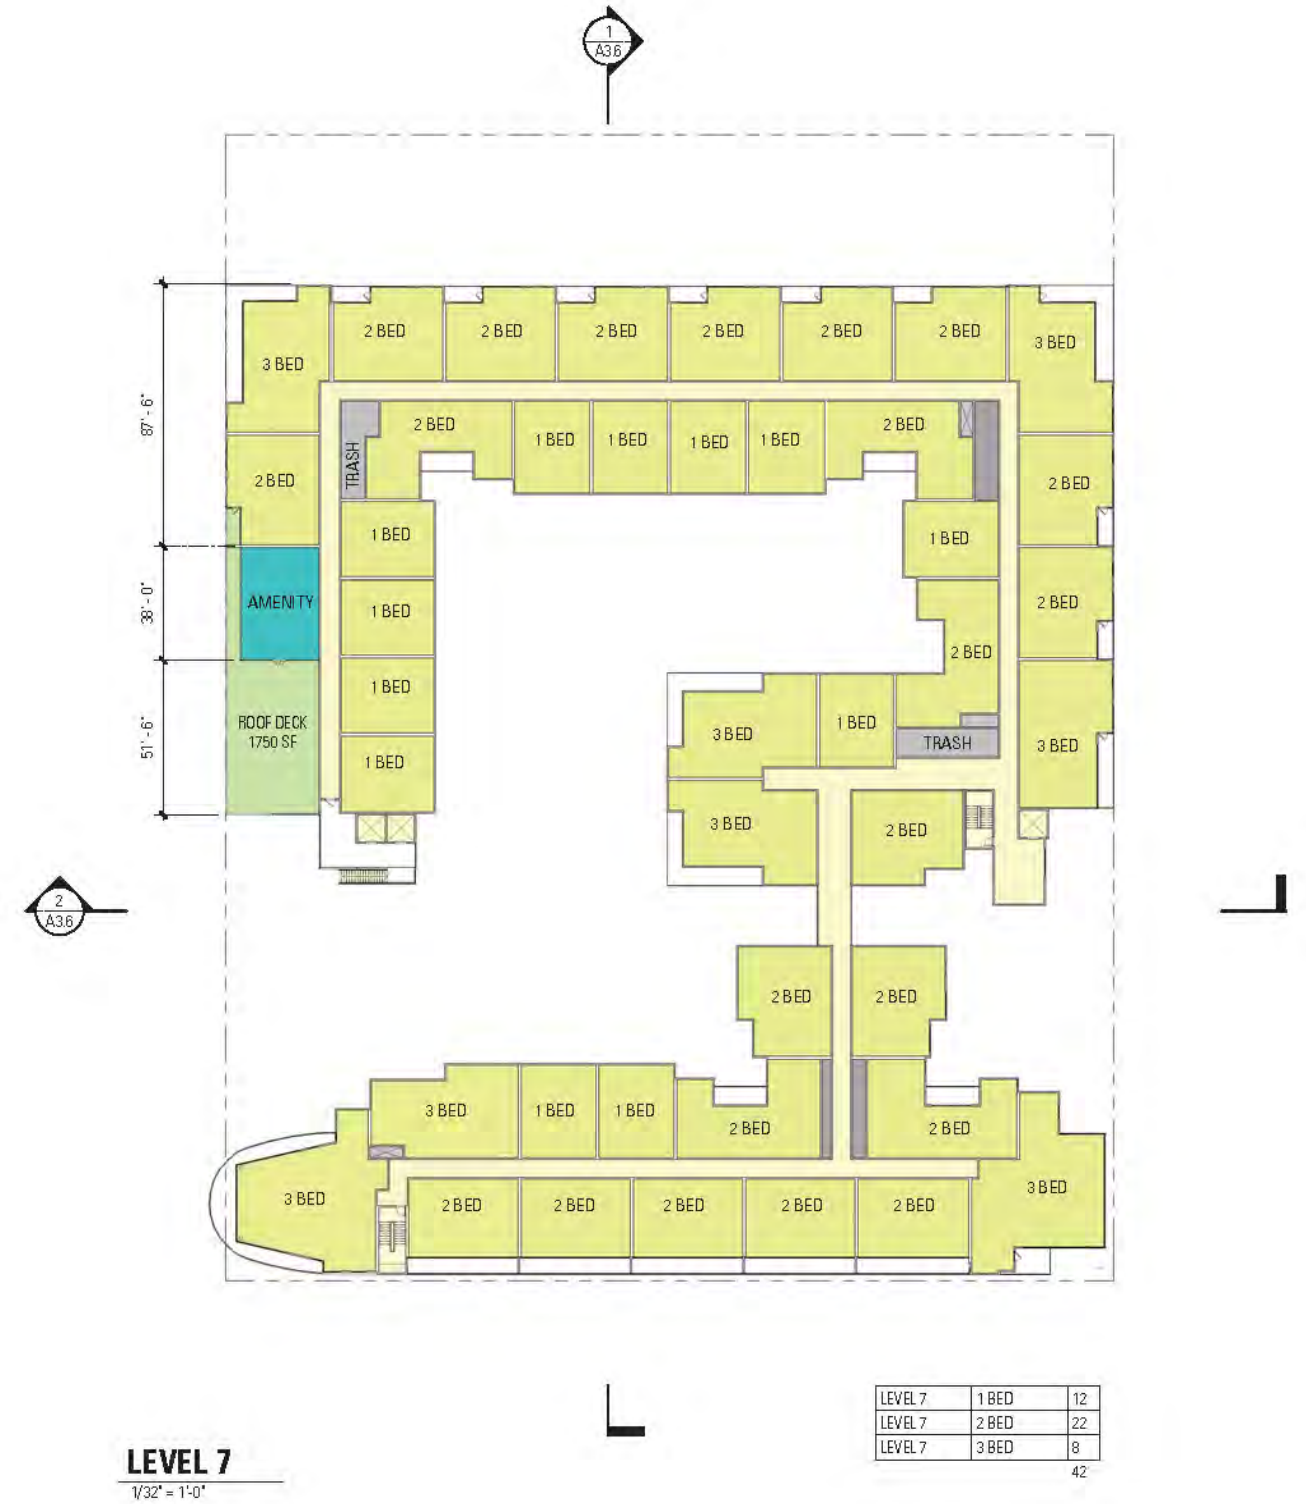 1
A3.6
2 BED
2 BED
2 BED
2 BED
2 BED
2 BED
3 BED
3 BED
87' - 6"
2 BED
2 BED
1 BED
1 BED
1 BED
1 BED
TRASH
2 BED
2 BED
1 BED
1 BED
AMENITY
38' - 0"
1 BED
2 BED
2 BED
1 BED
ROOF DECK
1750 SF
51' - 6"
3 BED
1 BED
TRASH
3 BED
1 BED
3 BED
2 BED
2
A3.6
2 BED
2 BED
3 BED
1 BED
1 BED
2 BED
2 BED
3 BED
3 BED
2 BED
2 BED
2 BED
2 BED
2 BED
LEVEL 7 1 BED 12
LEVEL 7 2 BED 22
LEVEL 7 3 BED 8
42
LEVEL 7
1/32" = 1'-0"